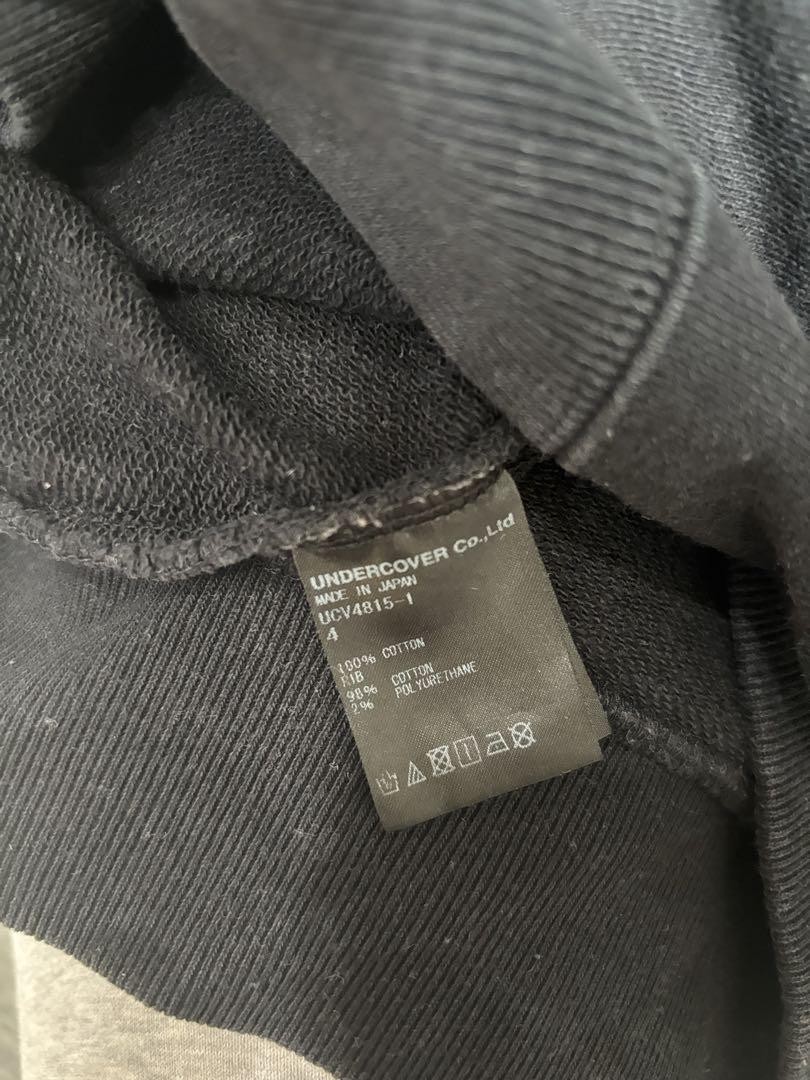 UNDERCOVER Co.,Ltd
MADE IN JAPAN
UCV4815-1
4
100% COTTON
RIB
98% COTTON
2% POLYURETHANE